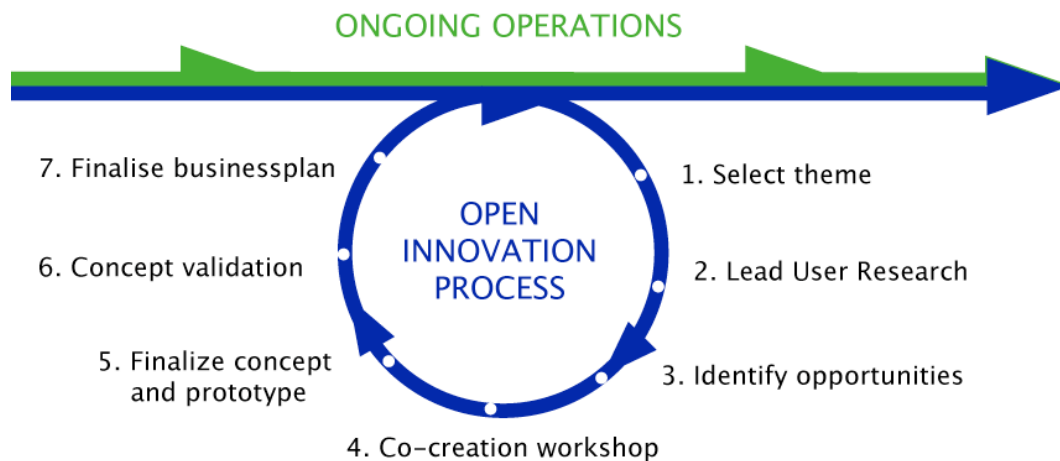 ONGOING OPERATIONS
OPEN
INNOVATION
PROCESS
1. Select theme
2. Lead User Research
3. Identify opportunities
4. Co-creation workshop
5. Finalize concept
and prototype
6. Concept validation
7. Finalise businessplan